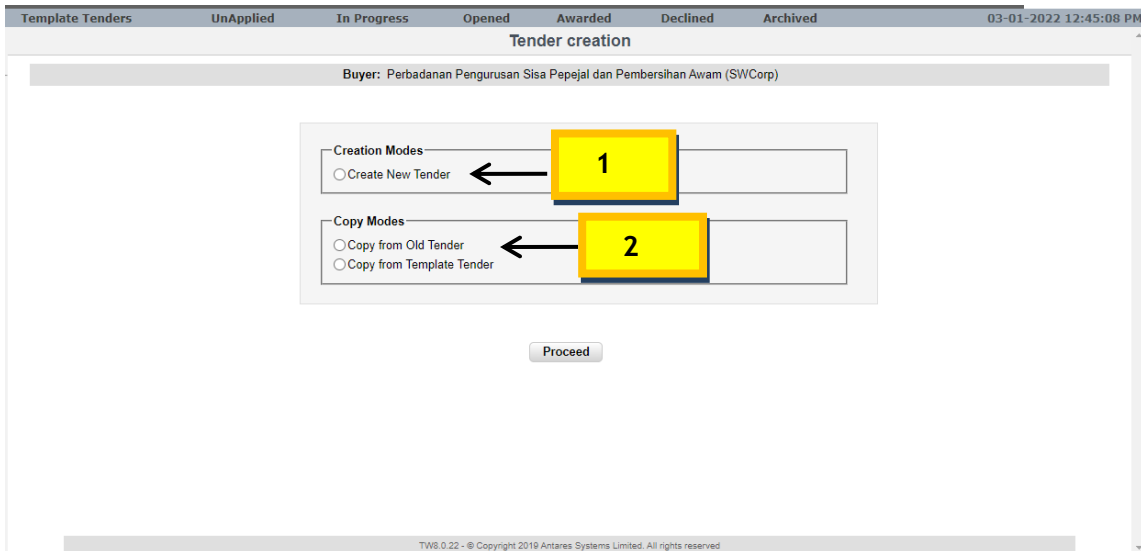 Template Tenders UnApplied In Progress Opened Awarded Declined Archived 03-01-2022 12:45:08 PM
Tender creation
Buyer: Perbadanan Pengurusan Sisa Pepejal dan Pembersihan Awam (SWCorp)
Creation Modes
Create New Tender
1
Copy Modes
Copy from Old Tender
2
Copy from Template Tender
Proceed
TW8.0.22 - © Copyright 2019 Antares Systems Limited. All rights reserved